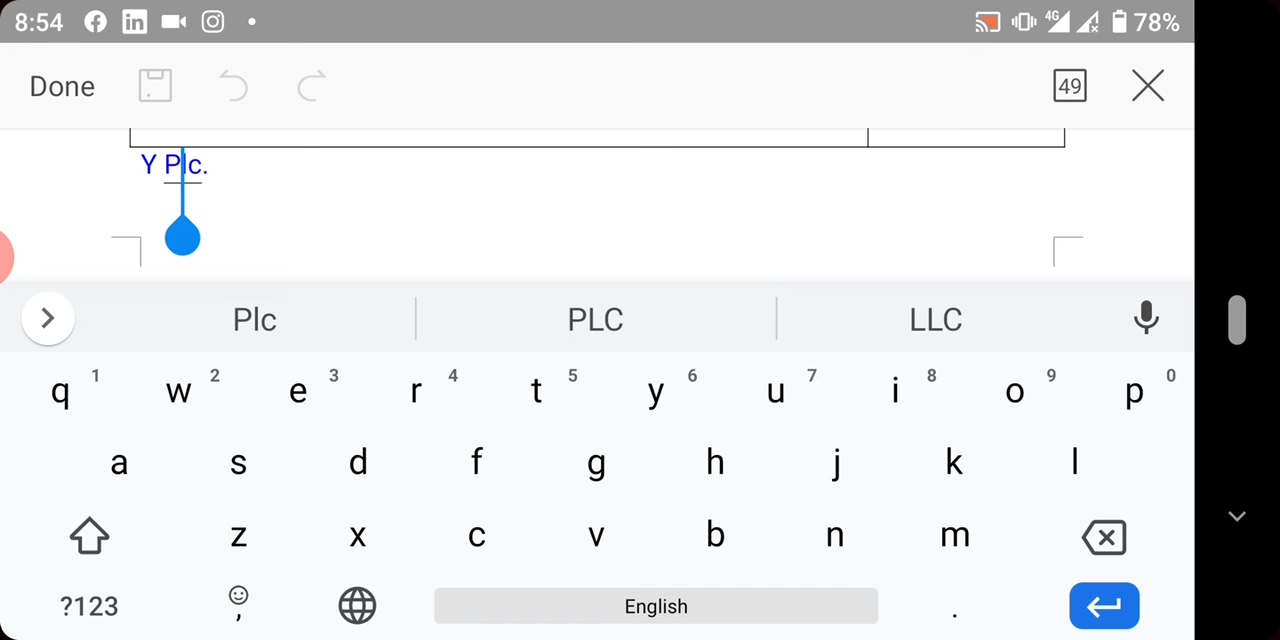 8:54 4G 78%
Done 49
Y Plc.
Plc PLC LLC
q 1 w 2 e 3 r 4 t 5 y 6 u 7 i 8 o 9 p 0
a s d f g h j k l
z x c v b n m
?123 , English .